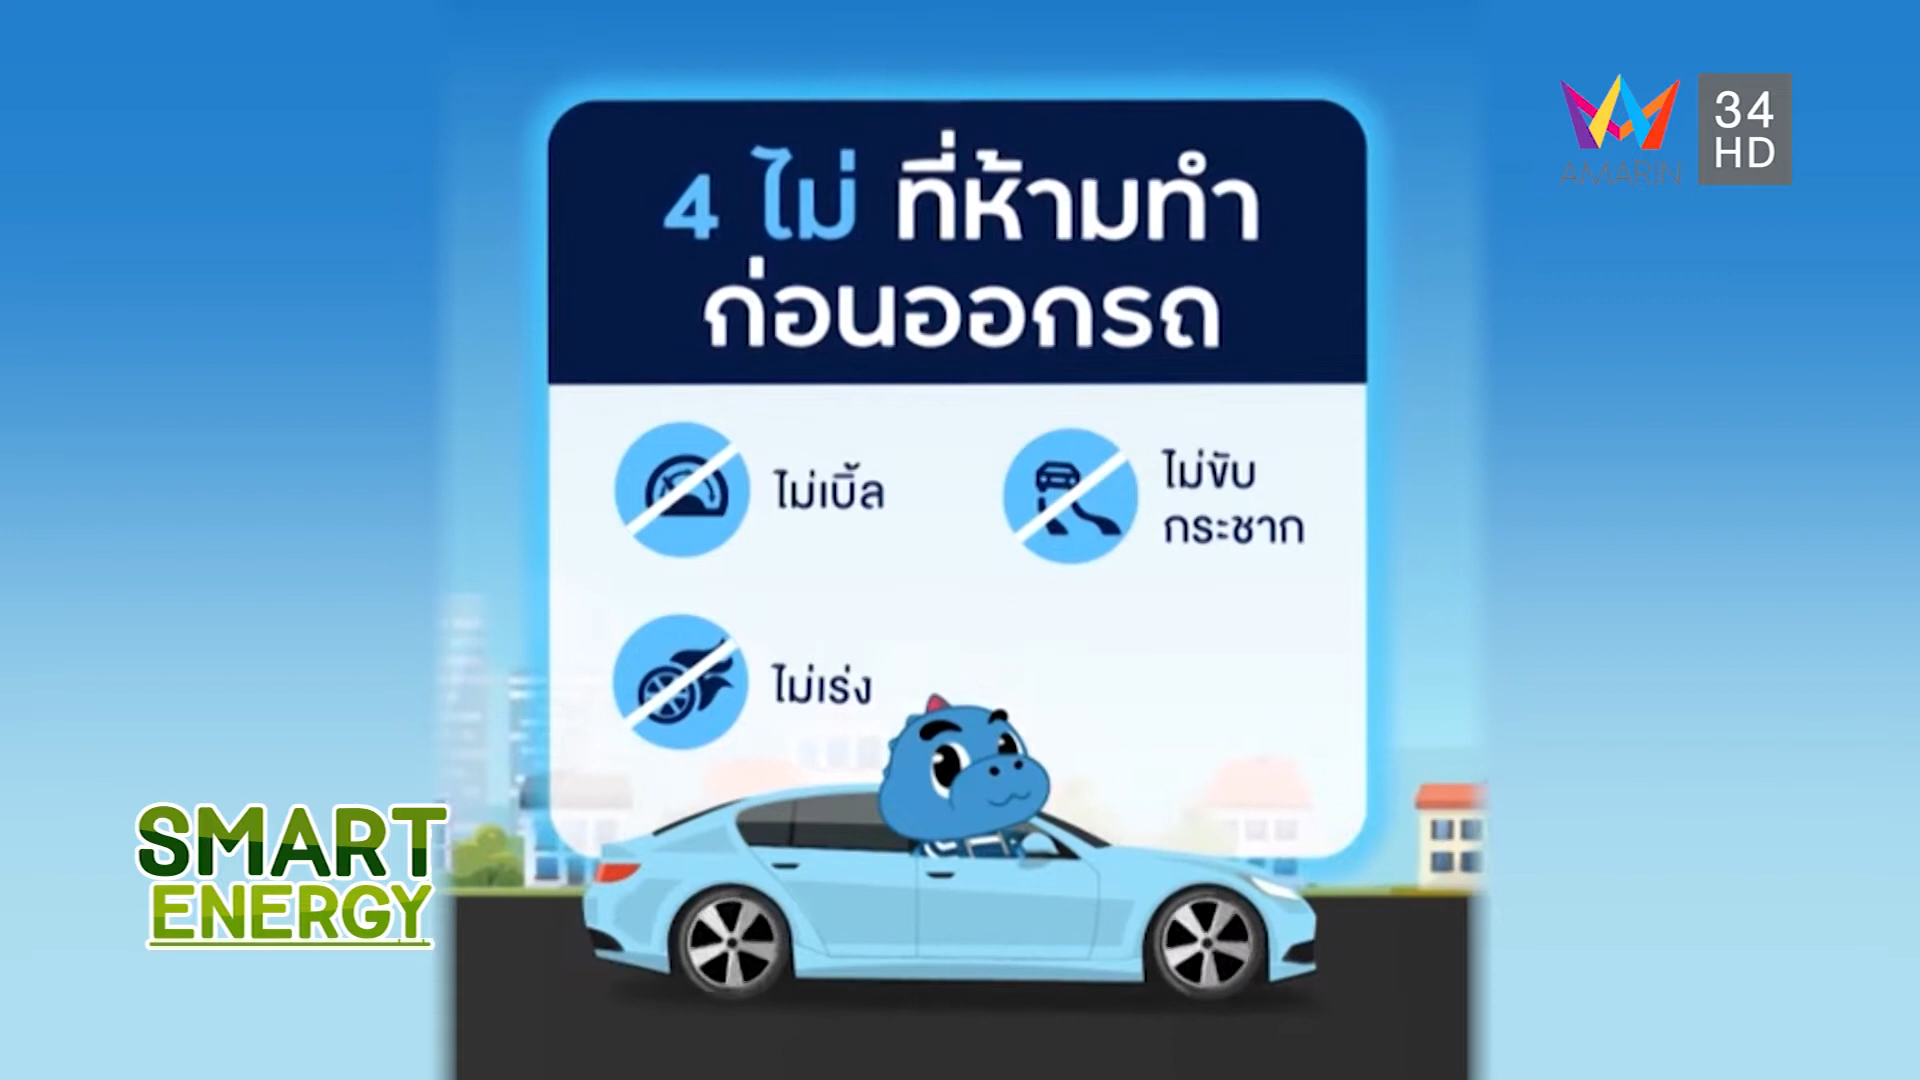 4 ไม่ ที่ห้ามทำ
ก่อนออกรถ
ไม่เบิ้ล
ไม่ขับ
กระชาก
ไม่เร่ง
AMARIN
34
HD
SMART
ENERGY